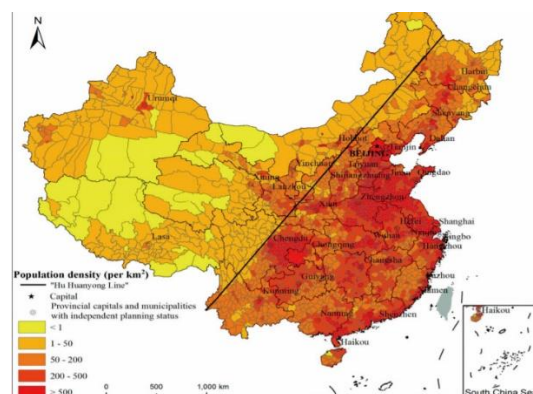 N
Harbin
Changchun
Urumqi
Shenyang
Hohhot
Dalian
BEIJING
Tianjin
Yinchuan
Taiyuan
Shijiazhuang
Jinan
Qingdao
Xining
Lanzhou
Zhengzhou
Xian
Hefei
Shanghai
Nanjing
Ningbo
Lasa
Chengdu
Wuhan
Hangzhou
Chongqing
Changsha
Population density (per km²)
"Hu Huanyong Line"
Guiyang
Fuzhou
Capital
Xiamen
Provincial capitals and municipalities
Kunming
with independent planning status
Nanning
Shenzhen
Haikou
< 1
1 - 50
50 - 200
Haikou
200 - 500
0
500
1,000 km
> 500
South China Sea